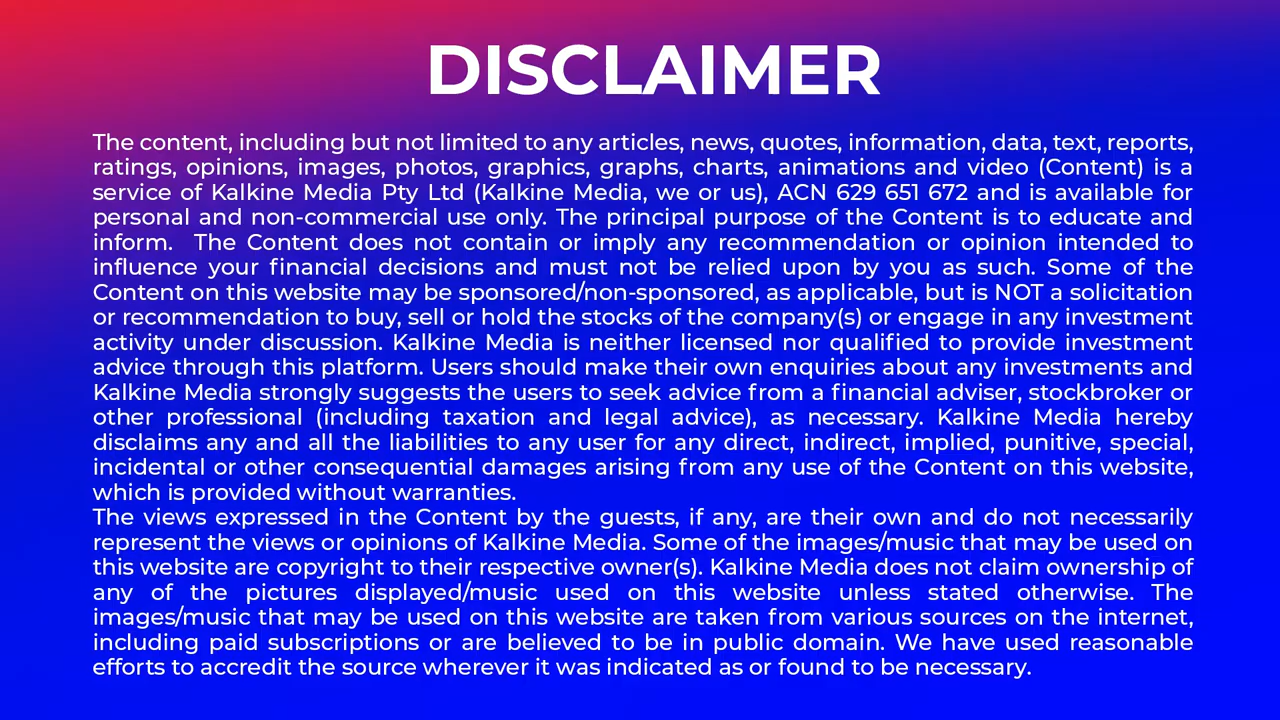 DISCLAIMER
The content, including but not limited to any articles, news, quotes, information, data, text, reports,
ratings, opinions, images, photos, graphics, graphs, charts, animations and video (Content) is a
service of Kalkine Media Pty Ltd (Kalkine Media, we or us), ACN 629 651 672 and is available for
personal and non-commercial use only. The principal purpose of the Content is to educate and
inform.  The Content does not contain or imply any recommendation or opinion intended to
influence your financial decisions and must not be relied upon by you as such. Some of the
Content on this website may be sponsored/non-sponsored, as applicable, but is NOT a solicitation
or recommendation to buy, sell or hold the stocks of the company(s) or engage in any investment
activity under discussion. Kalkine Media is neither licensed nor qualified to provide investment
advice through this platform. Users should make their own enquiries about any investments and
Kalkine Media strongly suggests the users to seek advice from a financial adviser, stockbroker or
other professional (including taxation and legal advice), as necessary. Kalkine Media hereby
disclaims any and all the liabilities to any user for any direct, indirect, implied, punitive, special,
incidental or other consequential damages arising from any use of the Content on this website,
which is provided without warranties.
The views expressed in the Content by the guests, if any, are their own and do not necessarily
represent the views or opinions of Kalkine Media. Some of the images/music that may be used on
this website are copyright to their respective owner(s). Kalkine Media does not claim ownership of
any of the pictures displayed/music used on this website unless stated otherwise. The
images/music that may be used on this website are taken from various sources on the internet,
including paid subscriptions or are believed to be in public domain. We have used reasonable
efforts to accredit the source wherever it was indicated as or found to be necessary.